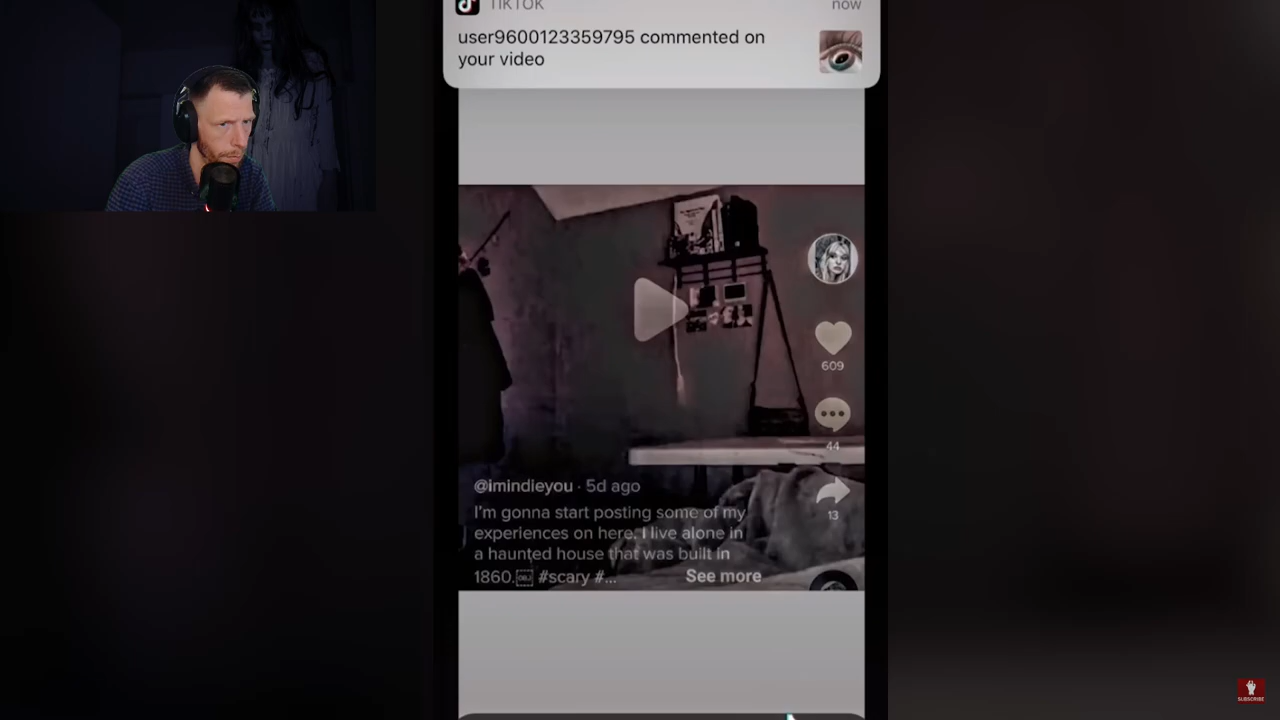 TIKTOK
now
user9600123359795 commented on
your video
609
44
@imindieyou · 5d ago
I'm gonna start posting some of my
experiences on here. I live alone in
a haunted house that was built in
1860. #scary #...
See more
13
SUBSCRIBE